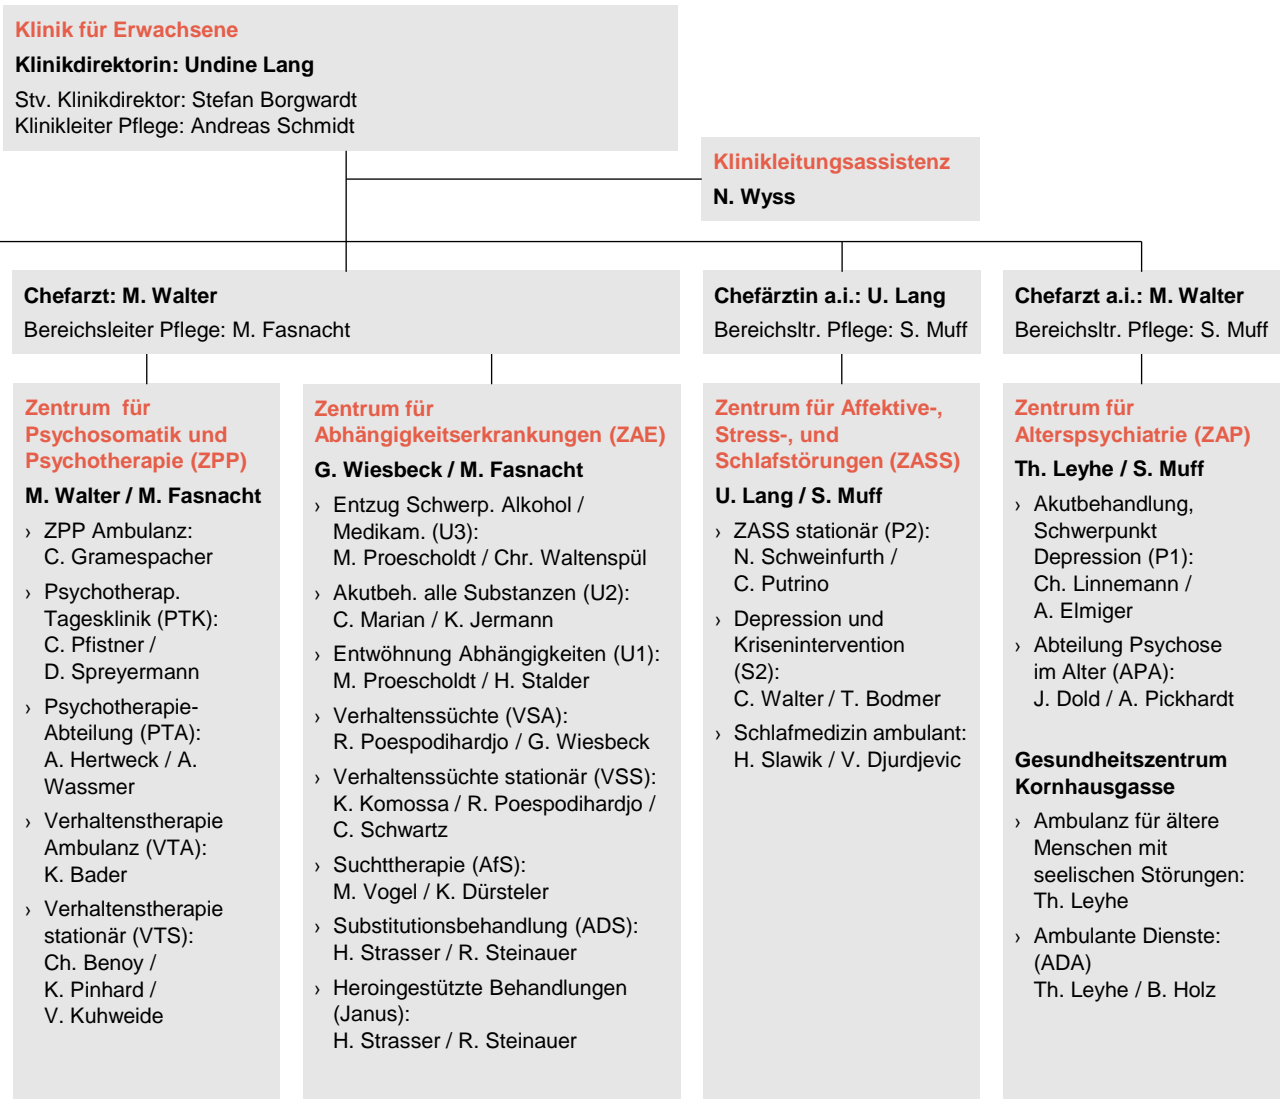 Klinik für Erwachsene
Klinikdirektorin: Undine Lang
Stv. Klinikdirektor: Stefan Borgwardt
Klinikleiter Pflege: Andreas Schmidt
Klinikleitungsassistenz
N. Wyss
Chefarzt: M. Walter
Bereichsleiter Pflege: M. Fasnacht
Chefärztin a.i.: U. Lang
Bereichsltr. Pflege: S. Muff
Chefarzt a.i.: M. Walter
Bereichsltr. Pflege: S. Muff
Zentrum für
Psychosomatik und
Psychotherapie (ZPP)
M. Walter / M. Fasnacht
› ZPP Ambulanz:
C. Gramespacher
› Psychotherap.
Tagesklinik (PTK):
C. Pfistner /
D. Spreyermann
› Psychotherapie-
Abteilung (PTA):
A. Hertweck / A.
Wassmer
› Verhaltenstherapie
Ambulanz (VTA):
K. Bader
› Verhaltenstherapie
stationär (VTS):
Ch. Benoy /
K. Pinhard /
V. Kuhweide
Zentrum für
Abhängigkeitserkrankungen (ZAE)
G. Wiesbeck / M. Fasnacht
› Entzug Schwerp. Alkohol /
Medikam. (U3):
M. Proescholdt / Chr. Waltenspül
› Akutbeh. alle Substanzen (U2):
C. Marian / K. Jermann
› Entwöhnung Abhängigkeiten (U1):
M. Proescholdt / H. Stalder
› Verhaltenssüchte (VSA):
R. Poespodihardjo / G. Wiesbeck
› Verhaltenssüchte stationär (VSS):
K. Komossa / R. Poespodihardjo /
C. Schwartz
› Suchttherapie (AfS):
M. Vogel / K. Dürsteler
› Substitutionsbehandlung (ADS):
H. Strasser / R. Steinauer
› Heroingestützte Behandlungen
(Janus):
H. Strasser / R. Steinauer
Zentrum für Affektive-,
Stress-, und
Schlafstörungen (ZASS)
U. Lang / S. Muff
› ZASS stationär (P2):
N. Schweinfurth /
C. Putrino
› Depression und
Krisenintervention
(S2):
C. Walter / T. Bodmer
› Schlafmedizin ambulant:
H. Slawik / V. Djurdjevic
Zentrum für
Alterspsychiatrie (ZAP)
Th. Leyhe / S. Muff
› Akutbehandlung,
Schwerpunkt
Depression (P1):
Ch. Linnemann /
A. Elmiger
› Abteilung Psychose
im Alter (APA):
J. Dold / A. Pickhardt
Gesundheitszentrum
Kornhausgasse
› Ambulanz für ältere
Menschen mit
seelischen Störungen:
Th. Leyhe
› Ambulante Dienste:
(ADA)
Th. Leyhe / B. Holz